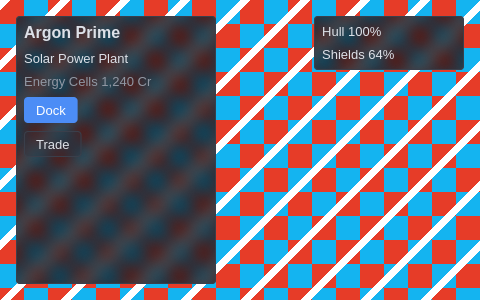 Argon Prime
Solar Power Plant
Energy Cells 1,240 Cr
Dock
Trade
Hull 100%
Shields 64%